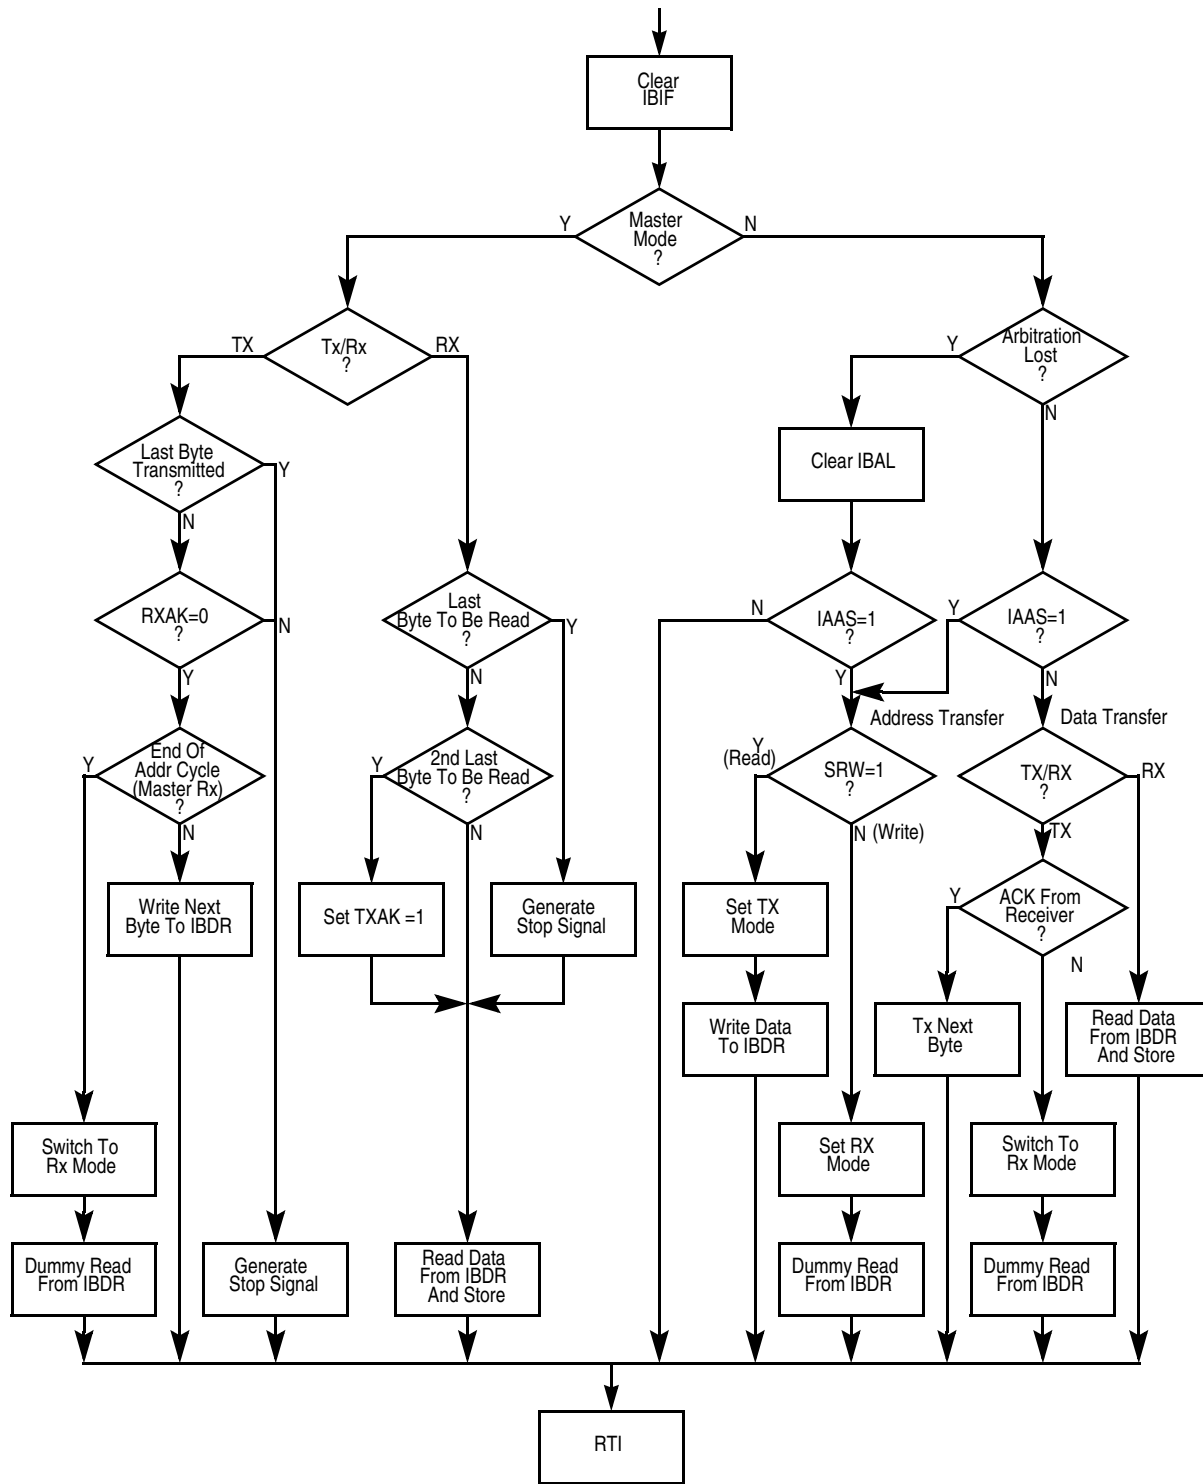 Clear
IBIF
Y
Master
Mode
?
N
TX
Tx/Rx
?
RX
Y
Arbitration
Lost
?
N
Last Byte
Transmitted
?
Y
N
Clear IBAL
RXAK=0
?
N
Y
Last
Byte To Be Read
?
Y
N
N
IAAS=1
?
Y
Y
IAAS=1
?
N
Address Transfer
Data Transfer
Y
End Of
Addr Cycle
(Master Rx)
?
N
Y
2nd Last
Byte To Be Read
?
N
Y
(Read)
SRW=1
?
N (Write)
TX/RX
?
RX
TX
Write Next
Byte To IBDR
Set TXAK =1
Generate
Stop Signal
Set TX
Mode
Y
ACK From
Receiver
?
N
Write Data
To IBDR
Tx Next
Byte
Read Data
From IBDR
And Store
Switch To
Rx Mode
Set RX
Mode
Switch To
Rx Mode
Dummy Read
From IBDR
Generate
Stop Signal
Read Data
From IBDR
And Store
Dummy Read
From IBDR
Dummy Read
From IBDR
RTI